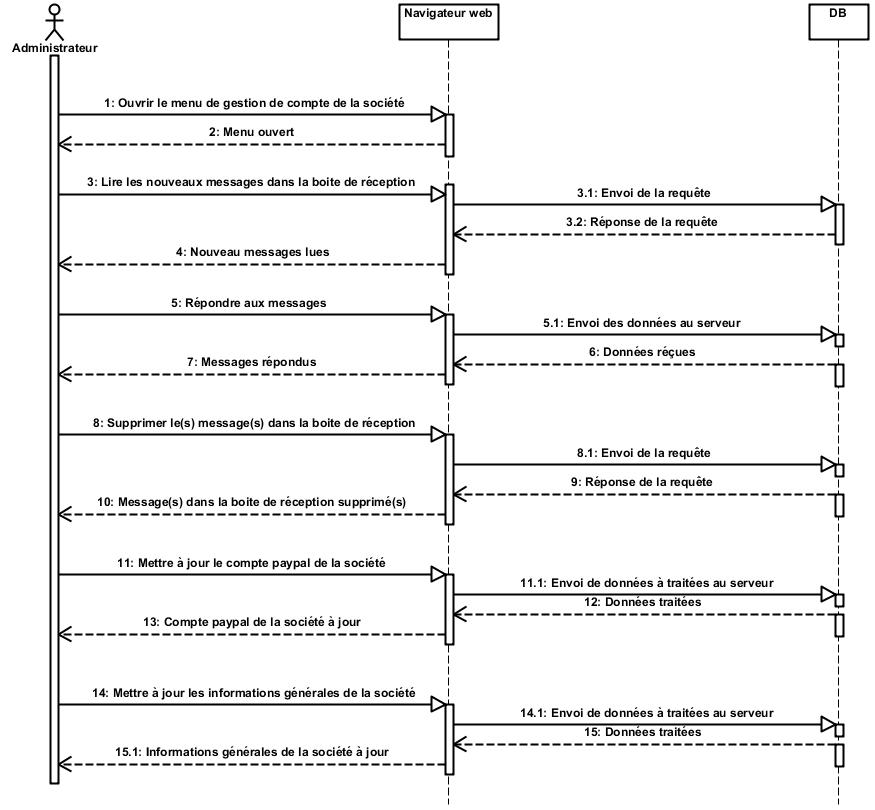 Navigateur web
DB
Administrateur
1: Ouvrir le menu de gestion de compte de la société
2: Menu ouvert
3: Lire les nouveaux messages dans la boite de réception
3.1: Envoi de la requête
3.2: Réponse de la requête
4: Nouveau messages lues
5: Répondre aux messages
5.1: Envoi des données au serveur
6: Données réçues
7: Messages répondus
8: Supprimer le(s) message(s) dans la boite de réception
8.1: Envoi de la requête
9: Réponse de la requête
10: Message(s) dans la boite de réception supprimé(s)
11: Mettre à jour le compte paypal de la société
11.1: Envoi de données à traitées au serveur
12: Données traitées
13: Compte paypal de la société à jour
14: Mettre à jour les informations générales de la société
14.1: Envoi de données à traitées au serveur
15: Données traitées
15.1: Informations générales de la société à jour